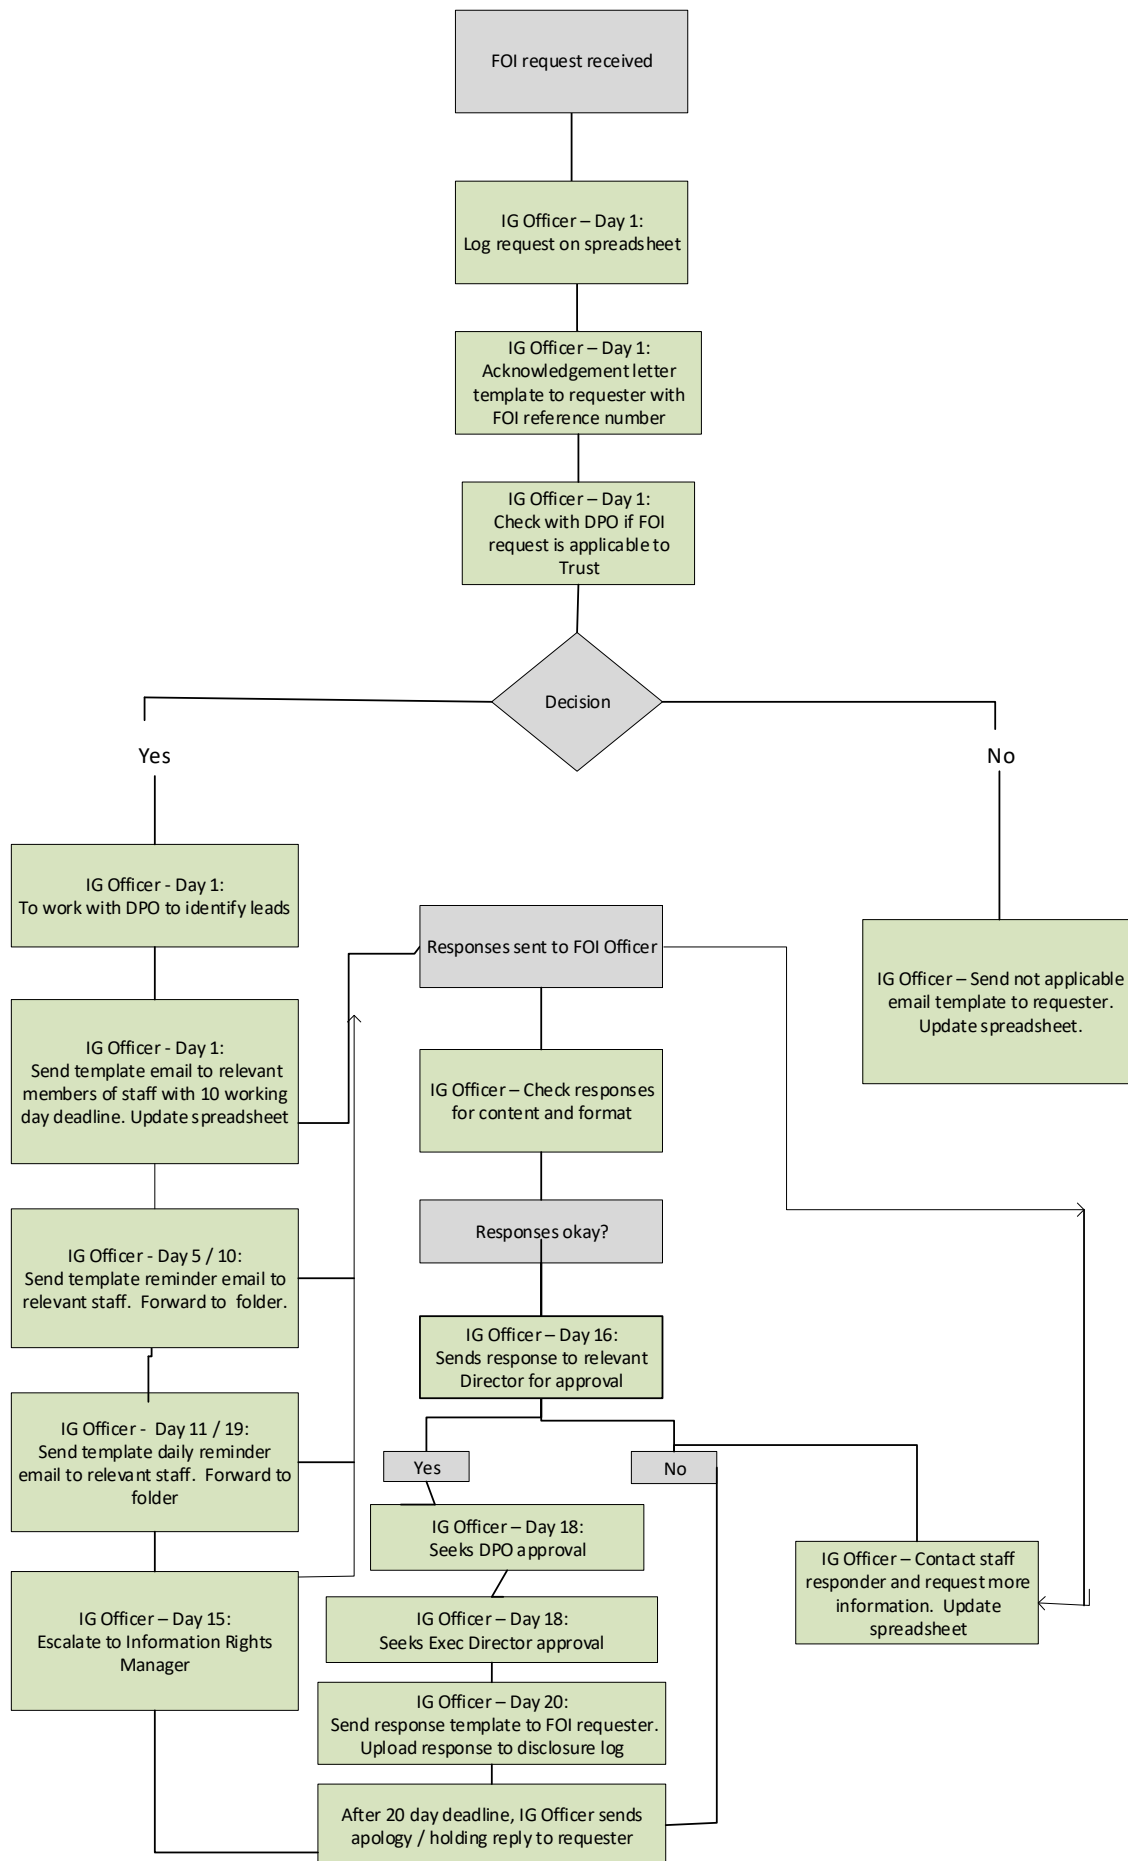 FOI request received
IG Officer – Day 1:
Log request on spreadsheet
IG Officer – Day 1:
Acknowledgement letter
template to requester with
FOI reference number
IG Officer – Day 1:
Check with DPO if FOI
request is applicable to
Trust
Decision
Yes
No
IG Officer - Day 1:
To work with DPO to identify leads
IG Officer - Day 1:
Send template email to relevant
members of staff with 10 working
day deadline. Update spreadsheet
IG Officer - Day 5 / 10:
Send template reminder email to
relevant staff. Forward to folder.
IG Officer - Day 11 / 19:
Send template daily reminder
email to relevant staff. Forward to
folder
IG Officer – Day 15:
Escalate to Information Rights
Manager
Responses sent to FOI Officer
IG Officer – Check responses
for content and format
Responses okay?
IG Officer – Day 16:
Sends response to relevant
Director for approval
Yes
No
IG Officer – Day 18:
Seeks DPO approval
IG Officer – Day 18:
Seeks Exec Director approval
IG Officer – Day 20:
Send response template to FOI requester.
Upload response to disclosure log
After 20 day deadline, IG Officer sends
apology / holding reply to requester
IG Officer – Send not applicable
email template to requester.
Update spreadsheet.
IG Officer – Contact staff
responder and request more
information. Update
spreadsheet